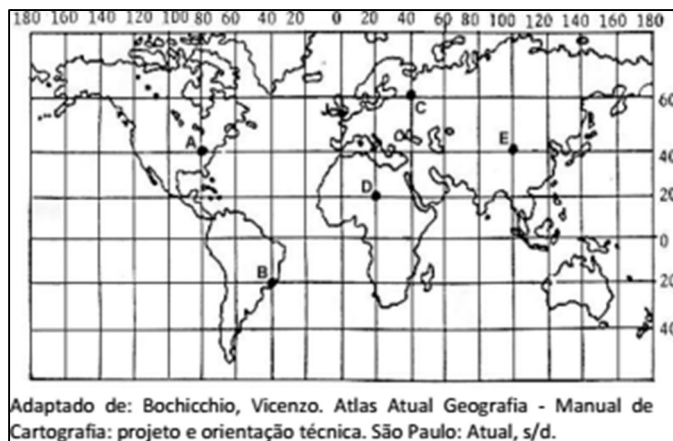 180 160 140 120 100 80 60 40 20 0 20 40 60 80 100 120 140 160 180
60
A
C
E
40
D
20
0
B
20
40
Adaptado de: Bochicchio, Vicenzo. Atlas Atual Geografia - Manual de
Cartografia: projeto e orientação técnica. São Paulo: Atual, s/d.